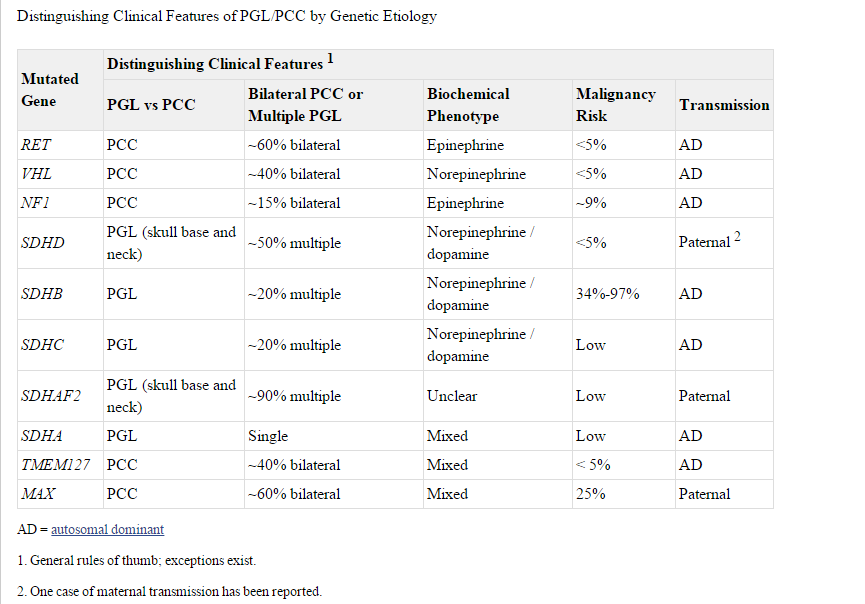 Distinguishing Clinical Features of PGL/PCC by Genetic Etiology
Mutated Gene
Distinguishing Clinical Features 1
PGL vs PCC
Bilateral PCC or Multiple PGL
Biochemical Phenotype
Malignancy Risk
Transmission
RET PCC ~60% bilateral Epinephrine <5% AD
VHL PCC ~40% bilateral Norepinephrine <5% AD
NF1 PCC ~15% bilateral Epinephrine ~9% AD
SDHD PGL (skull base and neck) ~50% multiple Norepinephrine / dopamine <5% Paternal 2
SDHB PGL ~20% multiple Norepinephrine / dopamine 34%-97% AD
SDHC PGL ~20% multiple Norepinephrine / dopamine Low AD
SDHAF2 PGL (skull base and neck) ~90% multiple Unclear Low Paternal
SDHA PGL Single Mixed Low AD
TMEM127 PCC ~40% bilateral Mixed < 5% AD
MAX PCC ~60% bilateral Mixed 25% Paternal
AD = autosomal dominant
1. General rules of thumb; exceptions exist.
2. One case of maternal transmission has been reported.